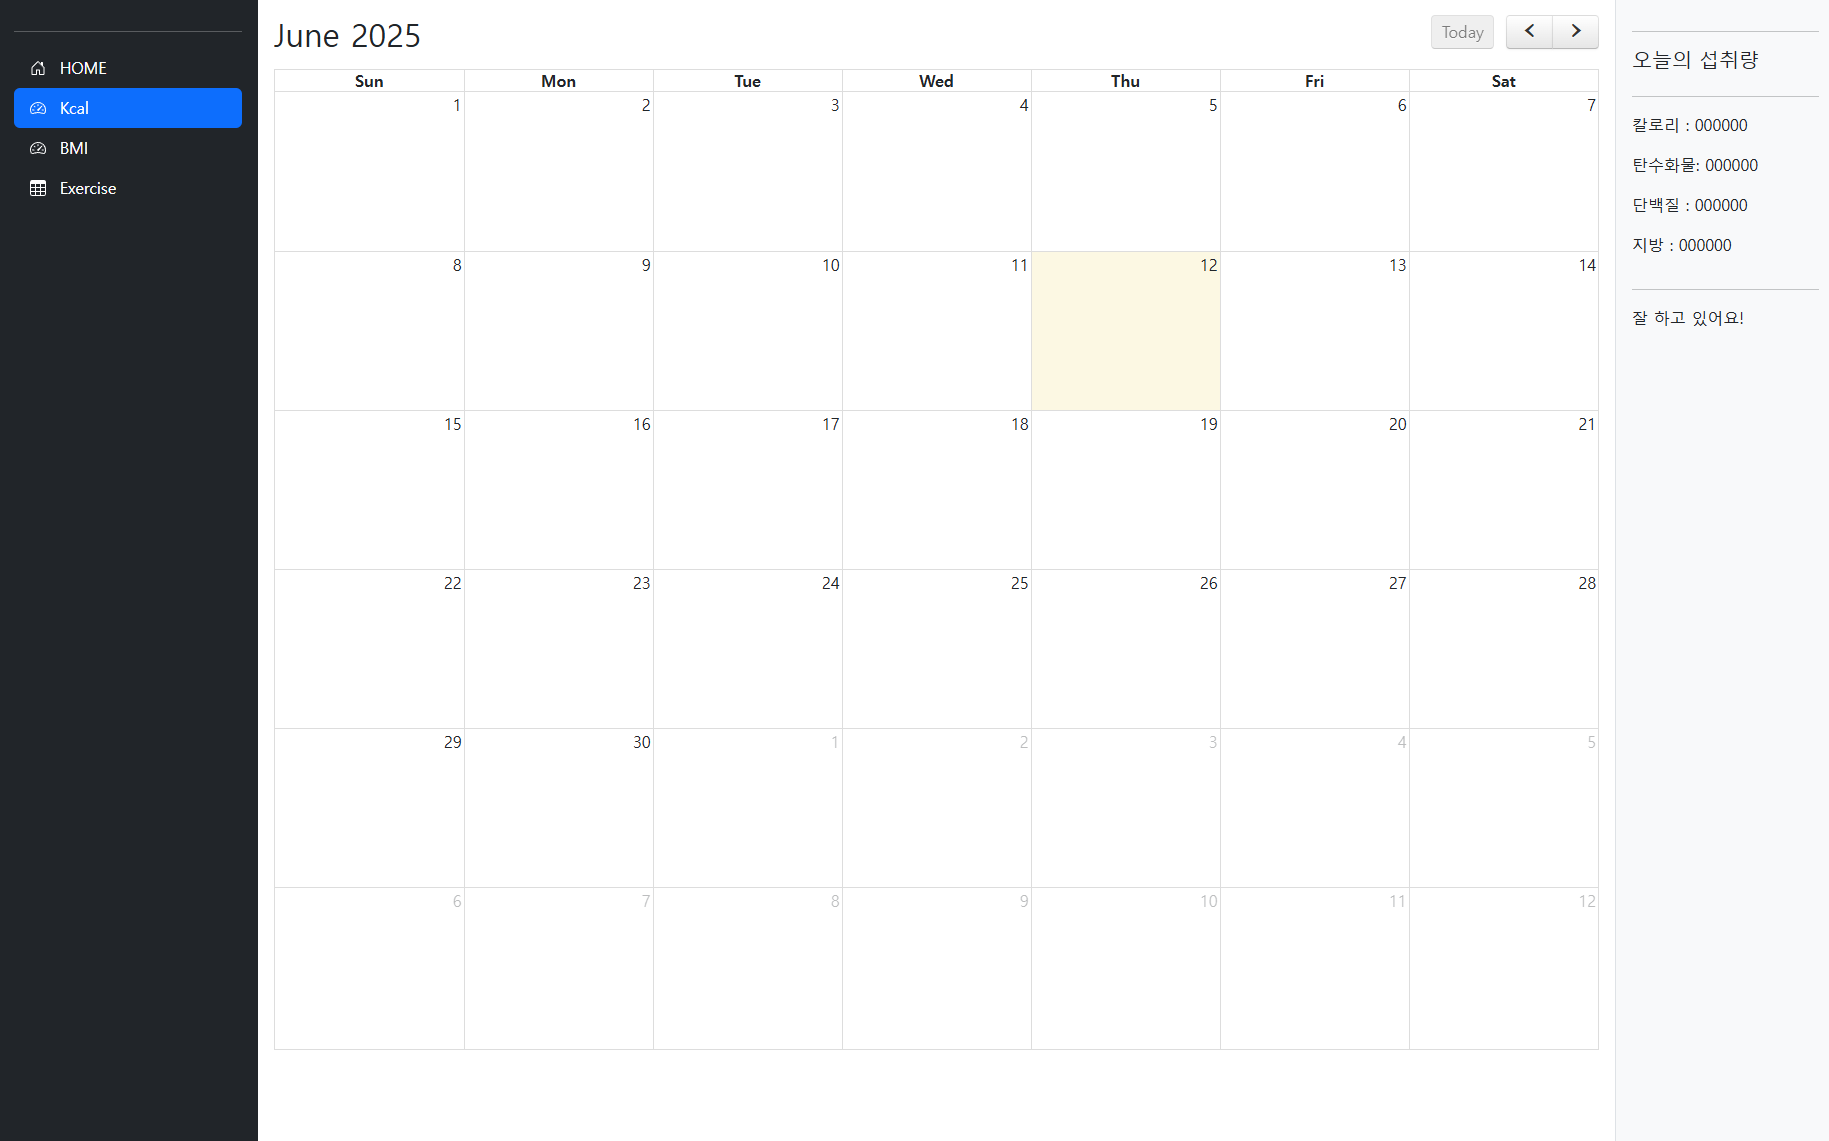 HOME
Kcal
BMI
Exercise
June 2025
Today
Sun Mon Tue Wed Thu Fri Sat
1 2 3 4 5 6 7
8 9 10 11 12 13 14
15 16 17 18 19 20 21
22 23 24 25 26 27 28
29 30 1 2 3 4 5
6 7 8 9 10 11 12
오늘의 섭취량
칼로리 : 000000
탄수화물: 000000
단백질 : 000000
지방 : 000000
잘 하고 있어요!